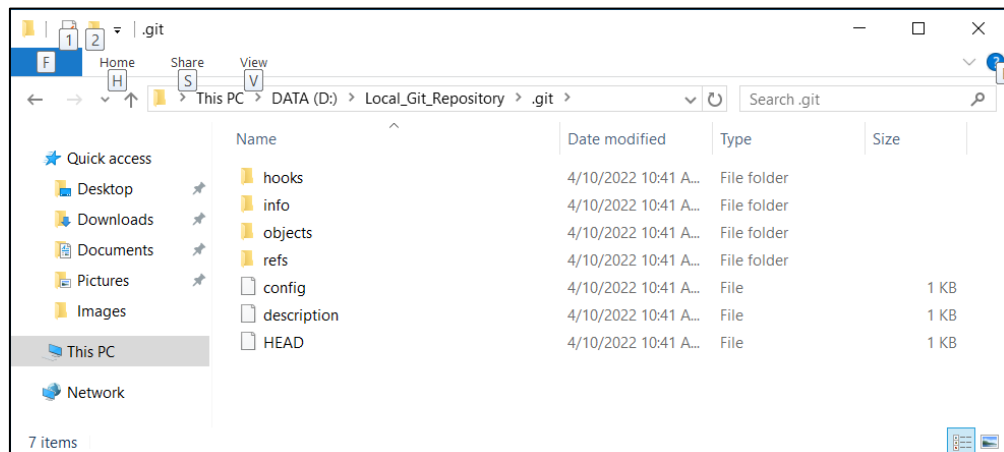 .git
1 2
F Home Share View
H S V
This PC > DATA (D:) > Local_Git_Repository > .git > Search .git
Name Date modified Type Size
Quick access
Desktop
Downloads
Documents
Pictures
Images
This PC
Network
hooks 4/10/2022 10:41 A... File folder
info 4/10/2022 10:41 A... File folder
objects 4/10/2022 10:41 A... File folder
refs 4/10/2022 10:41 A... File folder
config 4/10/2022 10:41 A... File 1 KB
description 4/10/2022 10:41 A... File 1 KB
HEAD 4/10/2022 10:41 A... File 1 KB
7 items